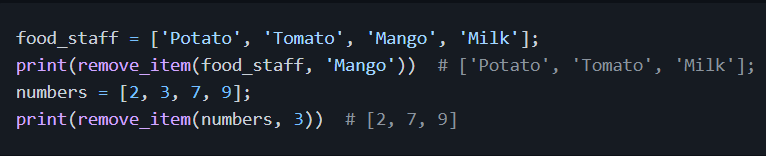 food_staff = ['Potato', 'Tomato', 'Mango', 'Milk'];
print(remove_item(food_staff, 'Mango'))  # ['Potato', 'Tomato', 'Milk'];
numbers = [2, 3, 7, 9];
print(remove_item(numbers, 3))  # [2, 7, 9]